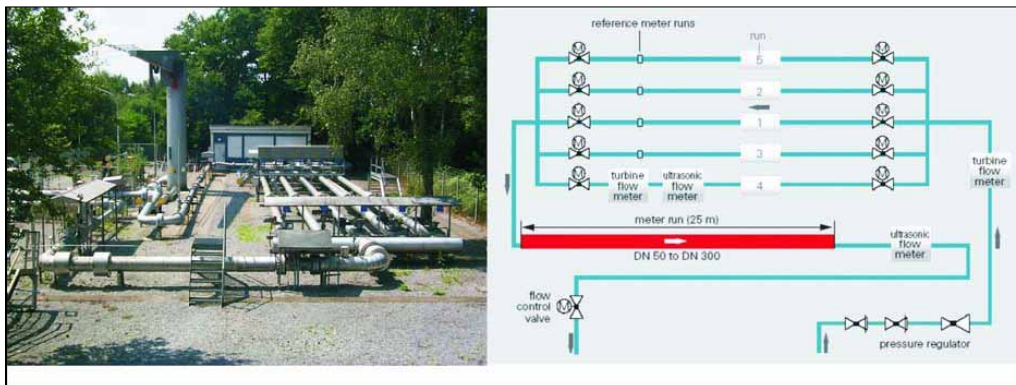 reference meter runs
run
M
M
5
M
M
2
M
M
1
M
M
3
M
M
turbine
flow
meter
ultrasonic
flow
meter
4
turbine
flow
meter
meter run (25 m)
DN 50 to DN 300
ultrasonic
flow
meter
flow
control
valve
M
pressure regulator